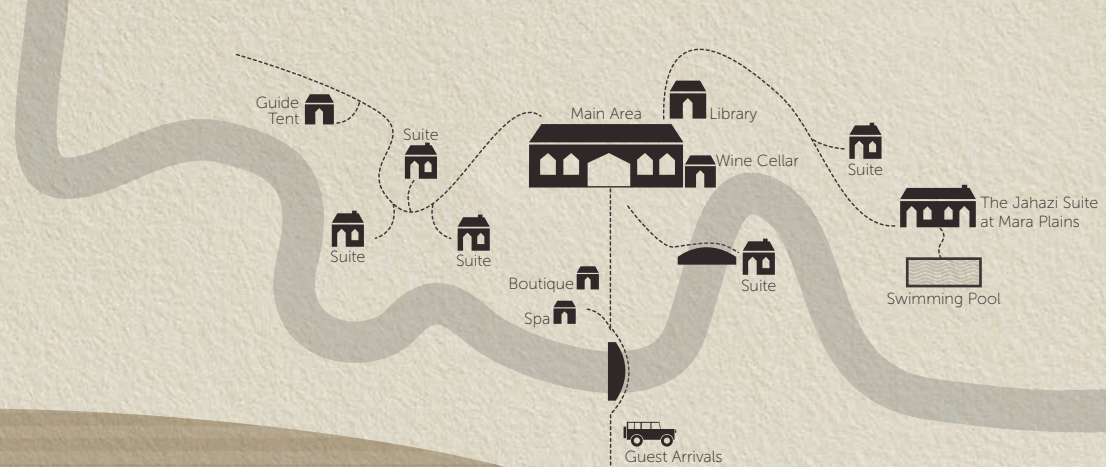 Guide
Tent
Suite
Main Area
Library
Wine Cellar
Suite
The Jahazi Suite
at Mara Plains
Suite
Suite
Suite
Swimming Pool
Boutique
Spa
Guest Arrivals